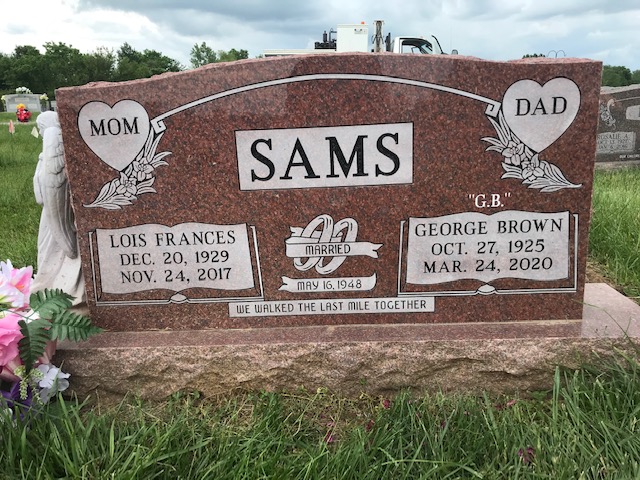 MOM
DAD
SAMS
"G.B."
LOIS FRANCES
DEC. 20, 1929
NOV. 24, 2017
MARRIED
MAY 16, 1948
GEORGE BROWN
OCT. 27, 1925
MAR. 24, 2020
WE WALKED THE LAST MILE TOGETHER
ROSALIE A.